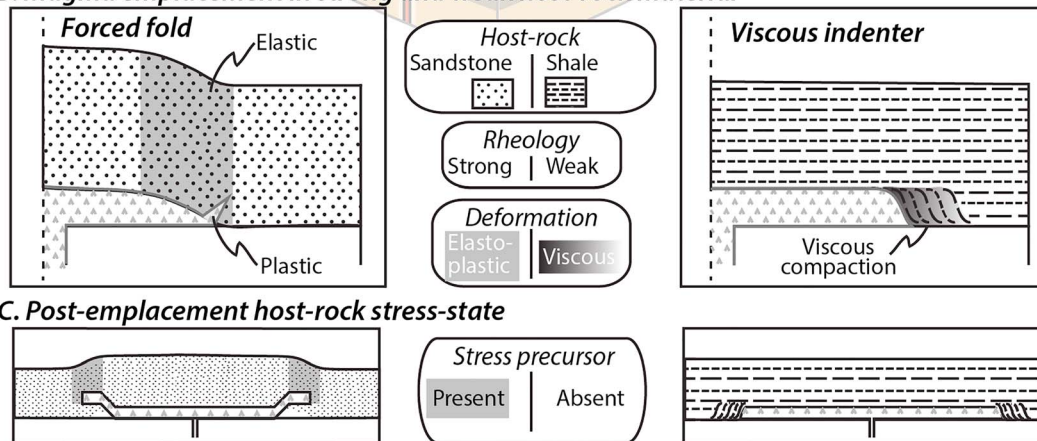 Forced fold
Elastic
Plastic
Host-rock
Sandstone
Shale
Rheology
Strong
Weak
Deformation
Elasto-
plastic
Viscous
Viscous indenter
Viscous
compaction
C. Post-emplacement host-rock stress-state
Stress precursor
Present
Absent